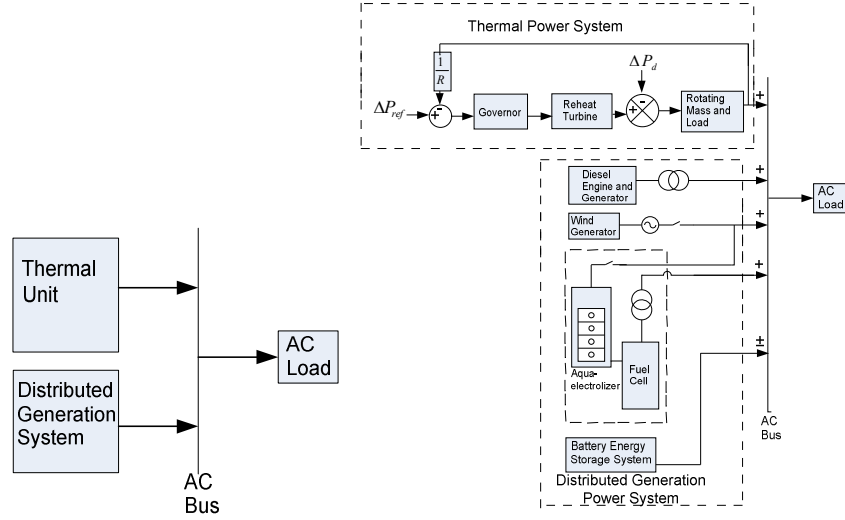 Thermal
Unit
Distributed
Generation
System
AC
Load
AC
Bus
Thermal Power System
1
R
ΔP_d
ΔP_ref
-
+
Governor
Reheat
Turbine
-
+
Rotating
Mass and
Load
+
Diesel
Engine and
Generator
+
Wind
Generator
+
AC
Load
+
Aqua-
electrolizer
Fuel
Cell
±
AC
Bus
Battery Energy
Storage System
Distributed Generation
Power System